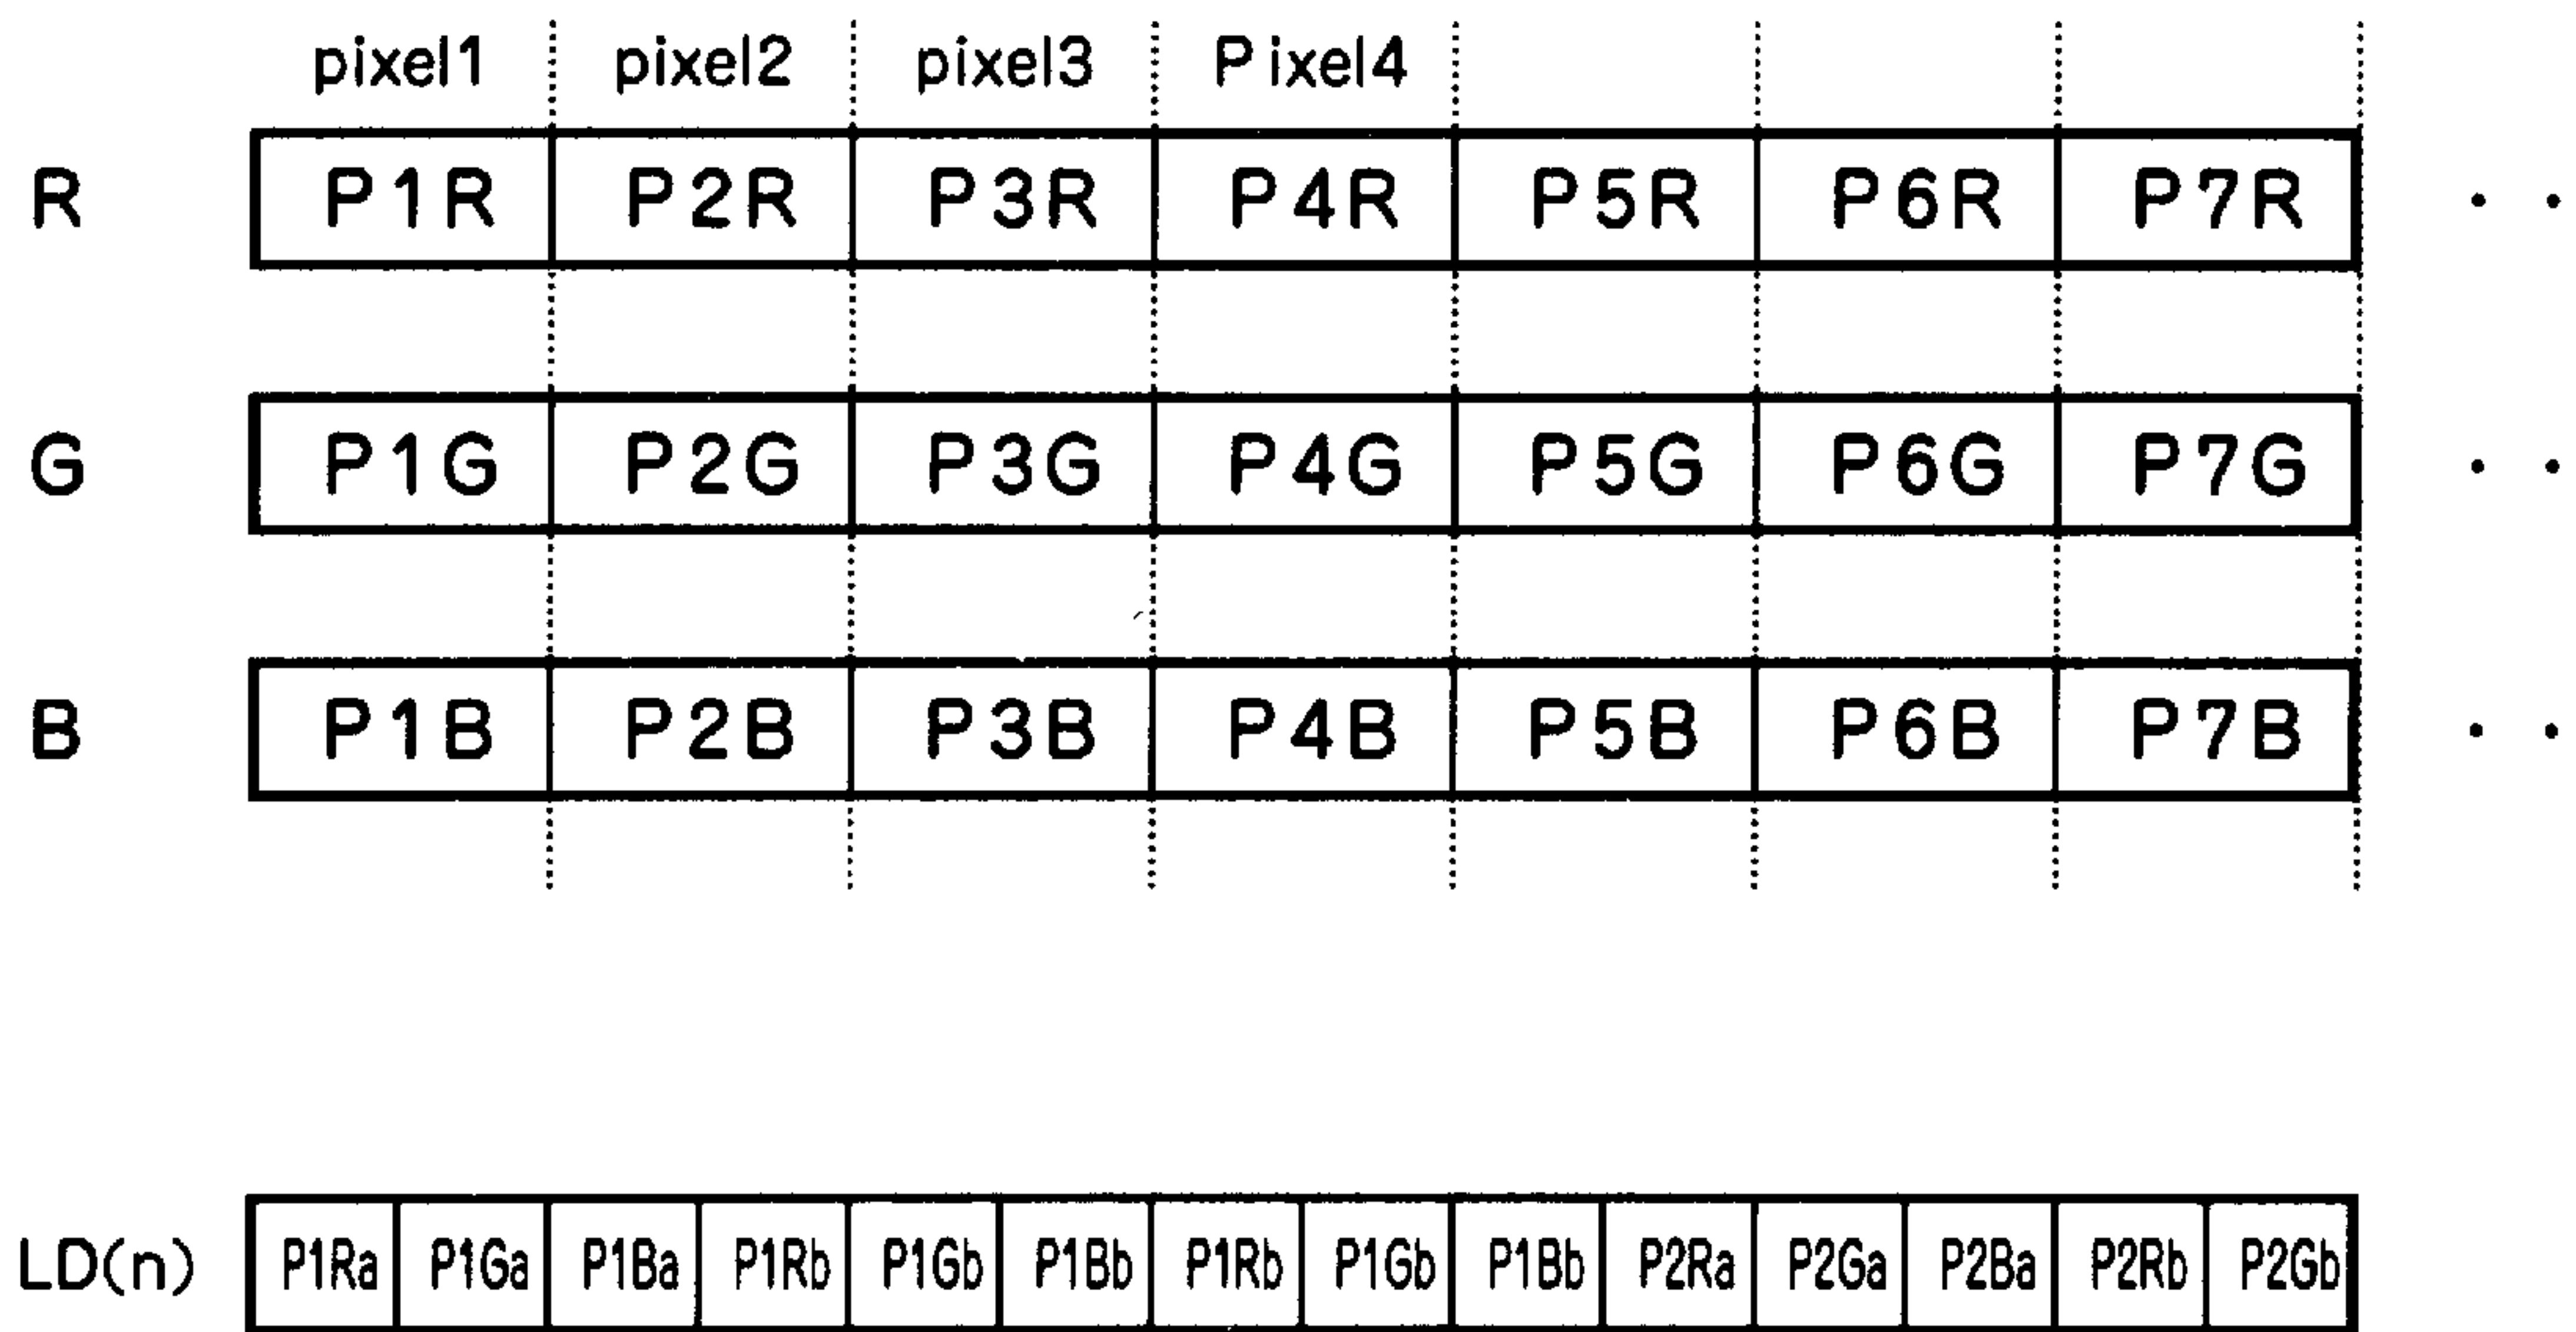 pixel1 pixel2 pixel3 Pixel4
R P1R P2R P3R P4R P5R P6R P7R . .
G P1G P2G P3G P4G P5G P6G P7G . .
B P1B P2B P3B P4B P5B P6B P7B . .
LD(n) P1Ra P1Ga P1Ba P1Rb P1Gb P1Bb P1Rb P1Gb P1Bb P2Ra P2Ga P2Ba P2Rb P2Gb